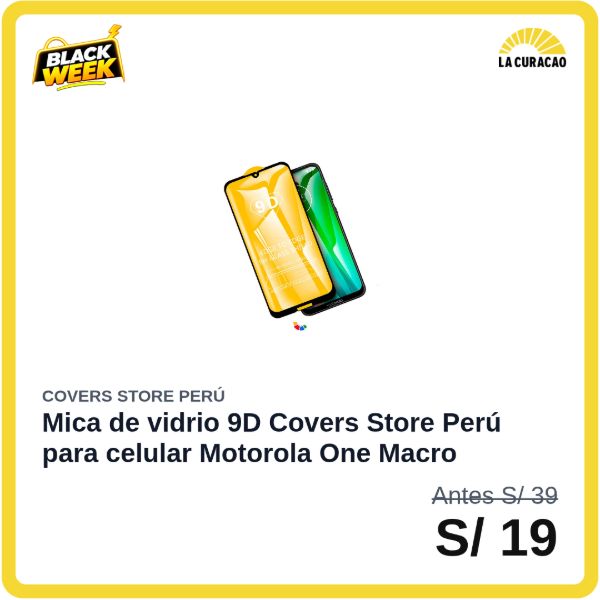 BLACK
WEEK
LA CURACAO
9D
COVERS STORE PERÚ
Mica de vidrio 9D Covers Store Perú
para celular Motorola One Macro
Antes S/ 39
S/ 19